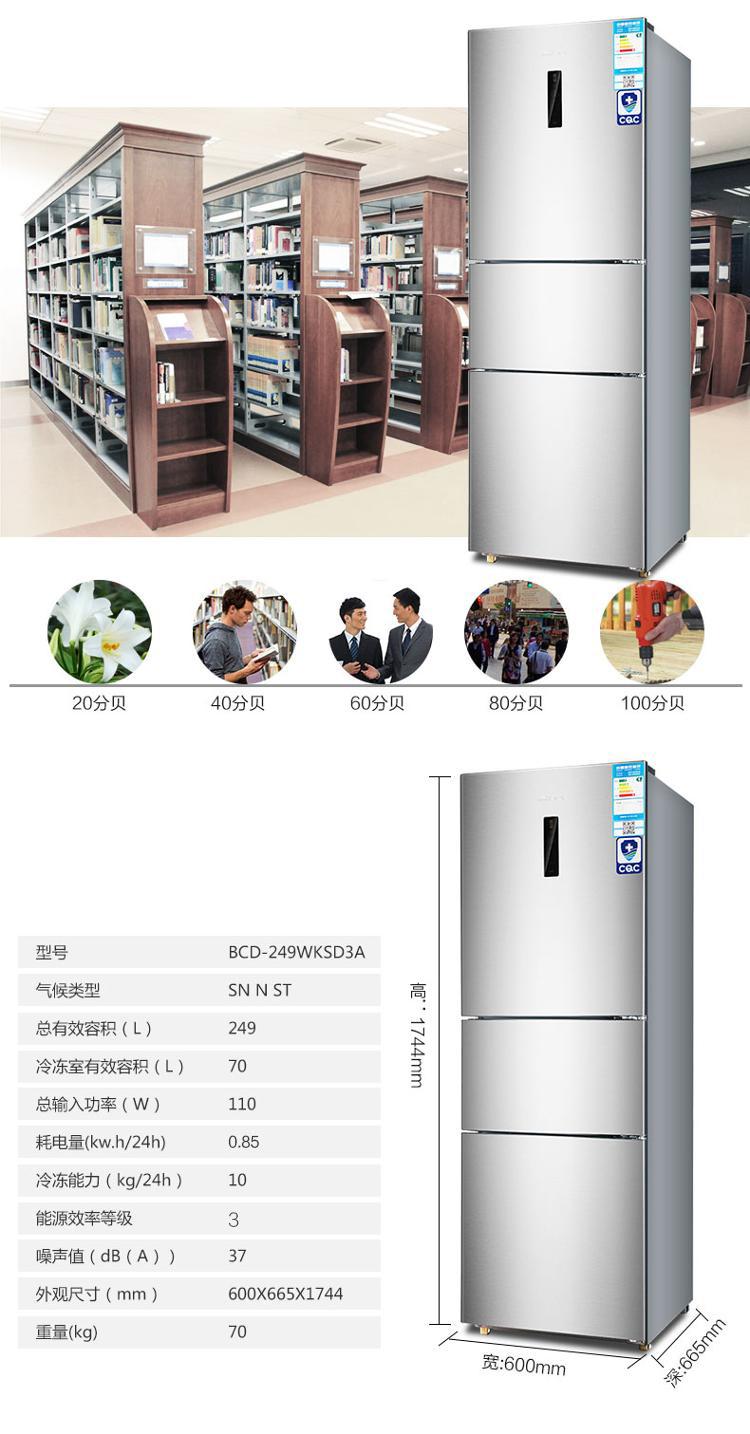 CQC
20分贝
40分贝
60分贝
80分贝
100分贝
CQC
型号 BCD-249WKSD3A
气候类型 SN N ST
总有效容积（L） 249
冷冻室有效容积（L） 70
总输入功率（W） 110
耗电量(kw.h/24h) 0.85
冷冻能力（kg/24h） 10
能源效率等级 3
噪声值（dB（A）） 37
外观尺寸（mm） 600X665X1744
重量(kg) 70
高：1744mm
宽:600mm
深:665mm